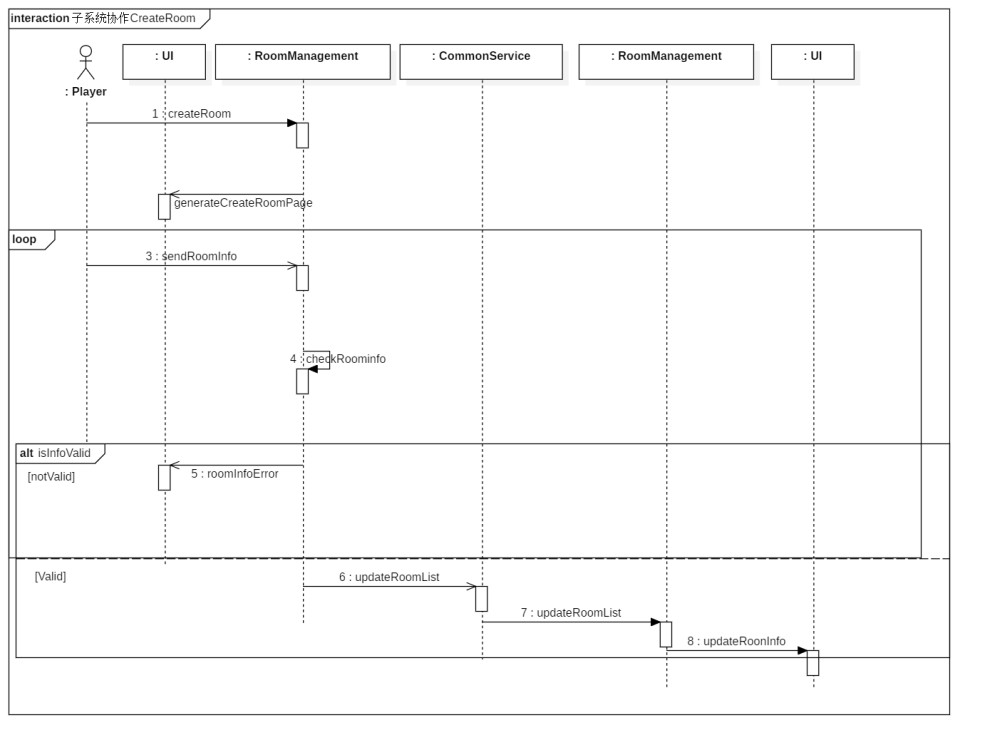 interaction 子系统协作CreateRoom
: Player
: UI
: RoomManagement
: CommonService
: RoomManagement
: UI
1 : createRoom
generateCreateRoomPage
loop
3 : sendRoomInfo
4 : checkRoominfo
alt isInfoValid
[notValid]
5 : roomInfoError
[Valid]
6 : updateRoomList
7 : updateRoomList
8 : updateRoonInfo